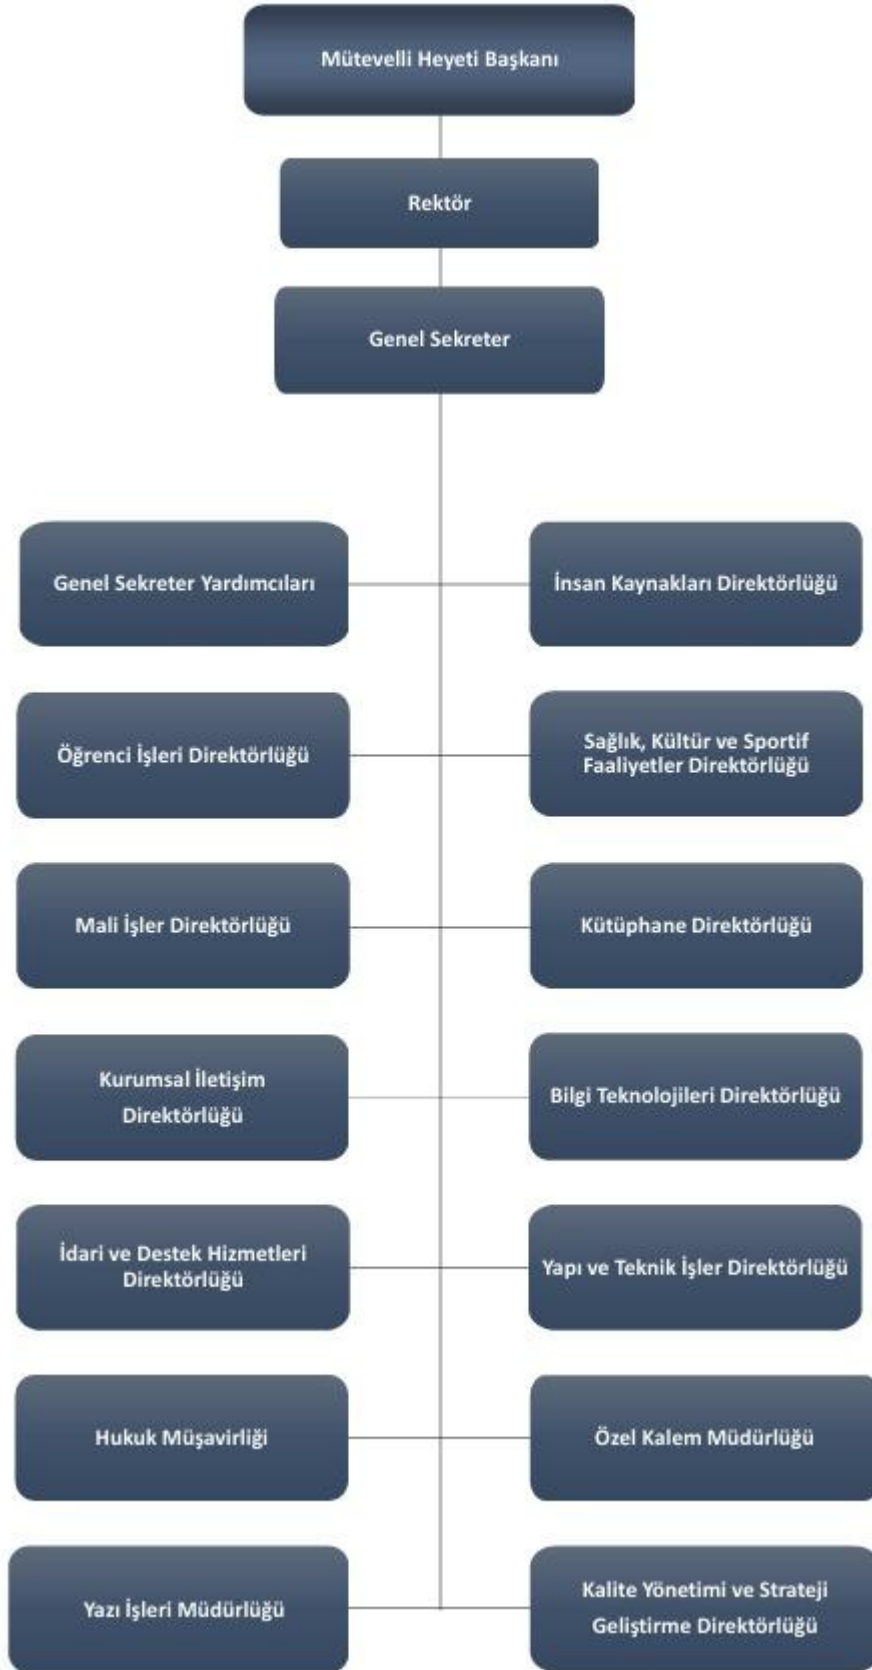 Mütevelli Heyeti Başkanı
Rektör
Genel Sekreter
Genel Sekreter Yardımcıları
İnsan Kaynakları Direktörlüğü
Öğrenci İşleri Direktörlüğü
Sağlık, Kültür ve Sportif
Faaliyetler Direktörlüğü
Mali İşler Direktörlüğü
Kütüphane Direktörlüğü
Kurumsal İletişim
Direktörlüğü
Bilgi Teknolojileri Direktörlüğü
İdari ve Destek Hizmetleri
Direktörlüğü
Yapı ve Teknik İşler Direktörlüğü
Hukuk Müşavirliği
Özel Kalem Müdürlüğü
Yazı İşleri Müdürlüğü
Kalite Yönetimi ve Strateji
Geliştirme Direktörlüğü